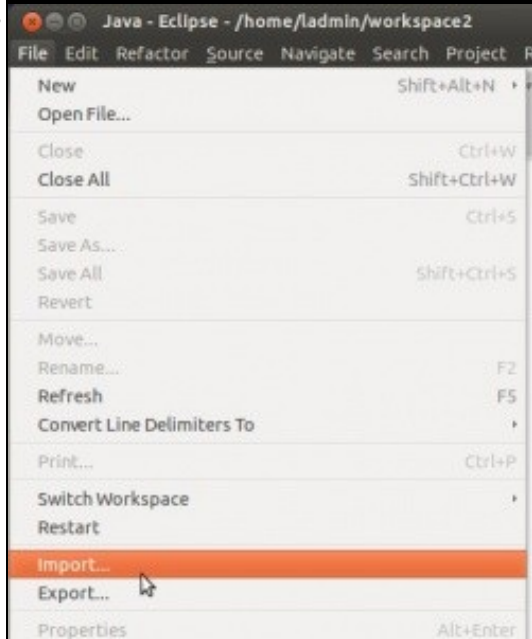 Java - Eclipse - /home/ladmin/workspace2
File Edit Refactor Source Navigate Search Project
New Shift+Alt+N
Open File...
Close Ctrl+W
Close All Shift+Ctrl+W
Save Ctrl+S
Save As...
Save All Shift+Ctrl+S
Revert
Move...
Rename... F2
Refresh F5
Convert Line Delimiters To
Print... Ctrl+P
Switch Workspace
Restart
Import...
Export...
Properties Alt+Enter